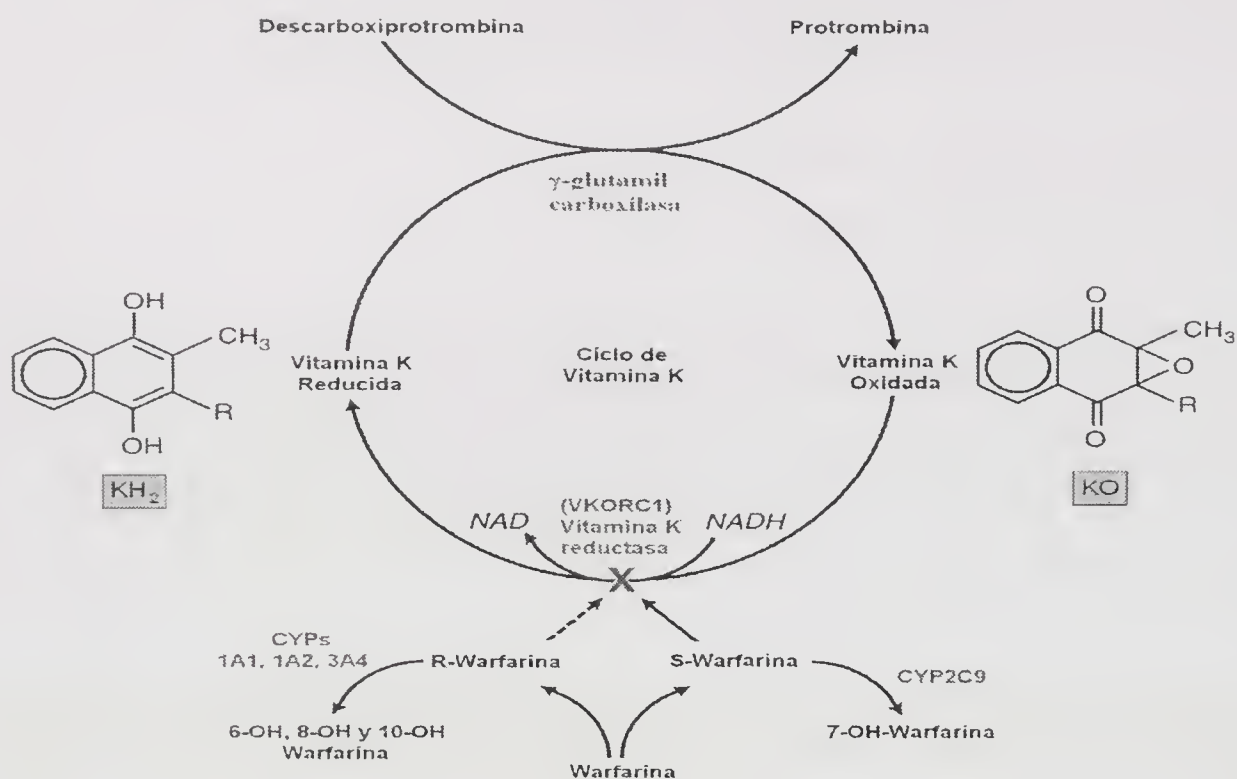 Descarboxiprotrombina
Protrombina
γ-glutamil
carboxilasa
OH
CH₃
R
OH
KH₂
Vitamina K
Reducida
Ciclo de
Vitamina K
Vitamina K
Oxidada
O
CH₃
O
R
O
KO
NAD
(VKORC1)
Vitamina K
reductasa
NADH
X
CYPs
1A1, 1A2, 3A4
R-Warfarina
S-Warfarina
CYP2C9
6-OH, 8-OH y 10-OH
Warfarina
7-OH-Warfarina
Warfarina